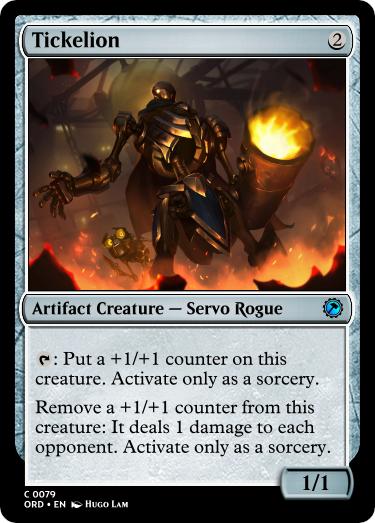 Tickelion 2
Artifact Creature — Servo Rogue
: Put a +1/+1 counter on this
creature. Activate only as a sorcery.
Remove a +1/+1 counter from this
creature: It deals 1 damage to each
opponent. Activate only as a sorcery.
1/1
C 0079
ORD • EN Hugo Lam